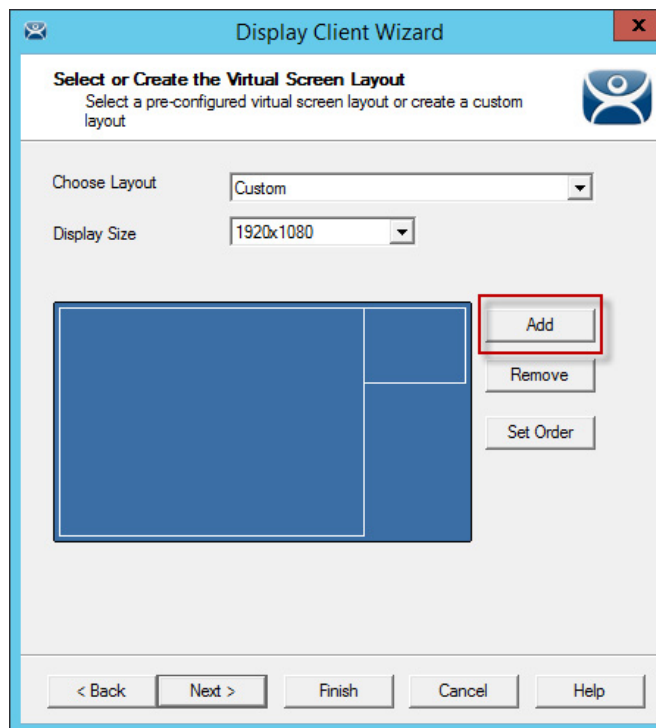 Display Client Wizard
x
Select or Create the Virtual Screen Layout
Select a pre-configured virtual screen layout or create a custom
layout
Choose Layout
Custom
Display Size
1920x1080
Add
Remove
Set Order
< Back
Next >
Finish
Cancel
Help